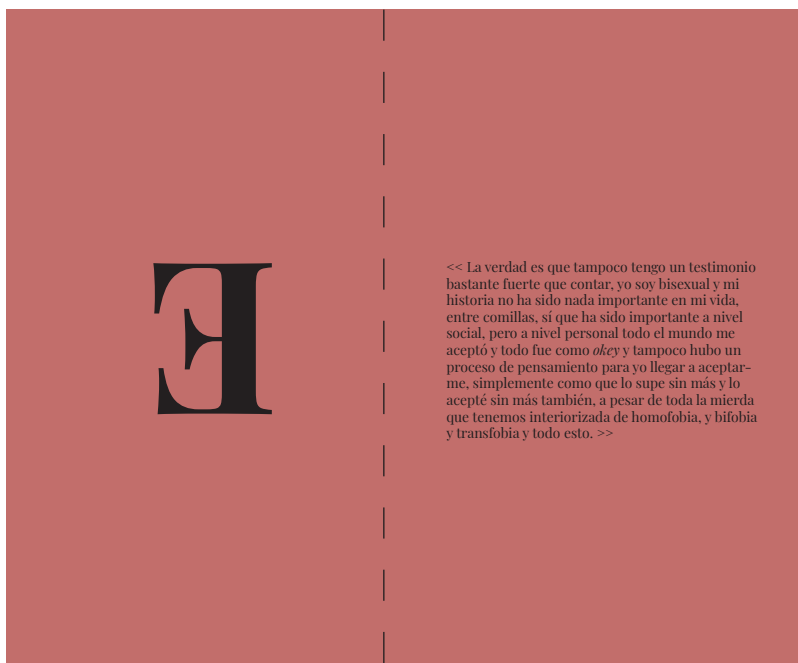 E
<< La verdad es que tampoco tengo un testimonio
bastante fuerte que contar, yo soy bisexual y mi
historia no ha sido nada importante en mi vida,
entre comillas, sí que ha sido importante a nivel
social, pero a nivel personal todo el mundo me
aceptó y todo fue como okey y tampoco hubo un
proceso de pensamiento para yo llegar a aceptar-
me, simplemente como que lo supe sin más y lo
acepté sin más también, a pesar de toda la mierda
que tenemos interiorizada de homofobia, y bifobia
y transfobia y todo esto. >>